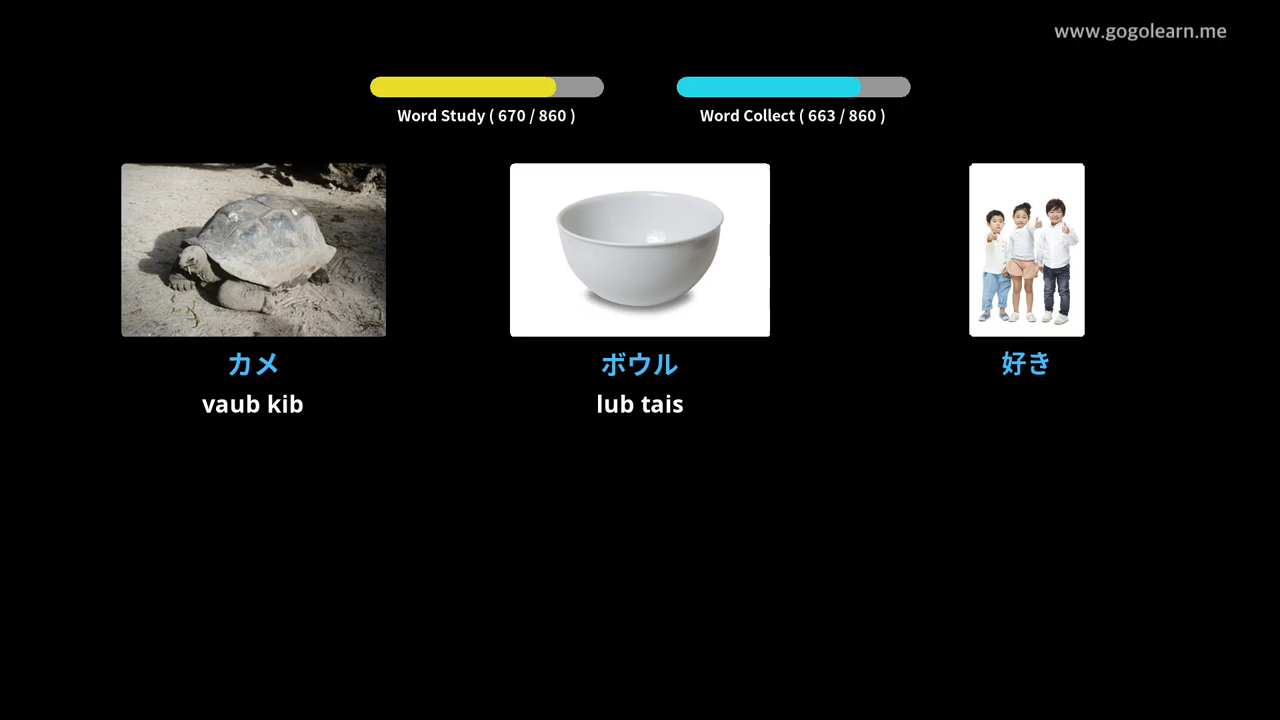 www.gogolearn.me
Word Study ( 670 / 860 )
Word Collect ( 663 / 860 )
カメ
ボウル
好き
vaub kib
lub tais